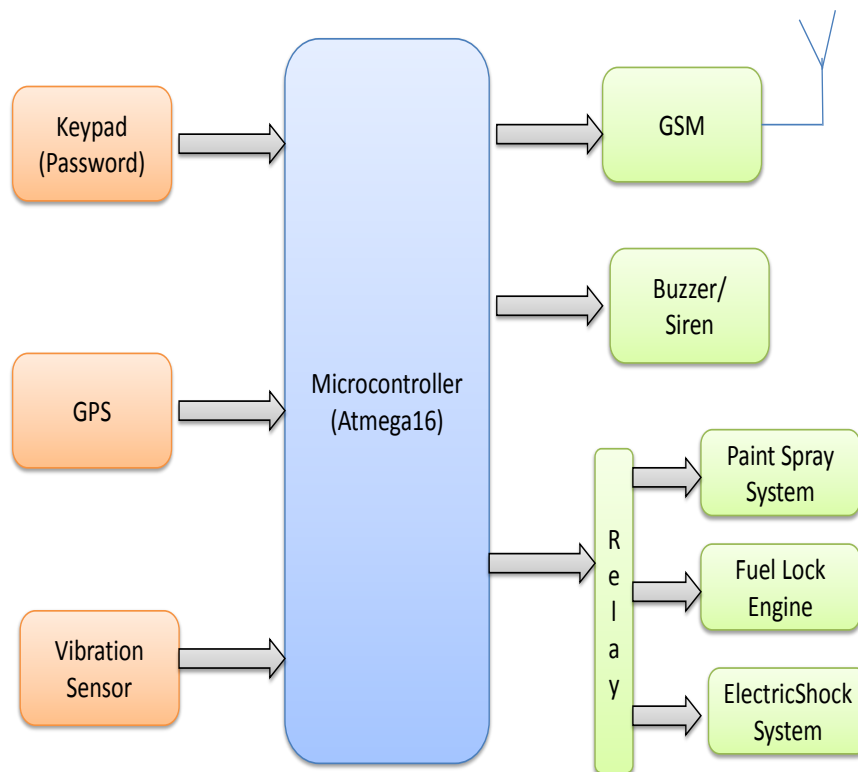 Keypad
(Password)
GPS
Vibration
Sensor
Microcontroller
(Atmega16)
GSM
Buzzer/
Siren
R
e
l
a
y
Paint Spray
System
Fuel Lock
Engine
ElectricShock
System